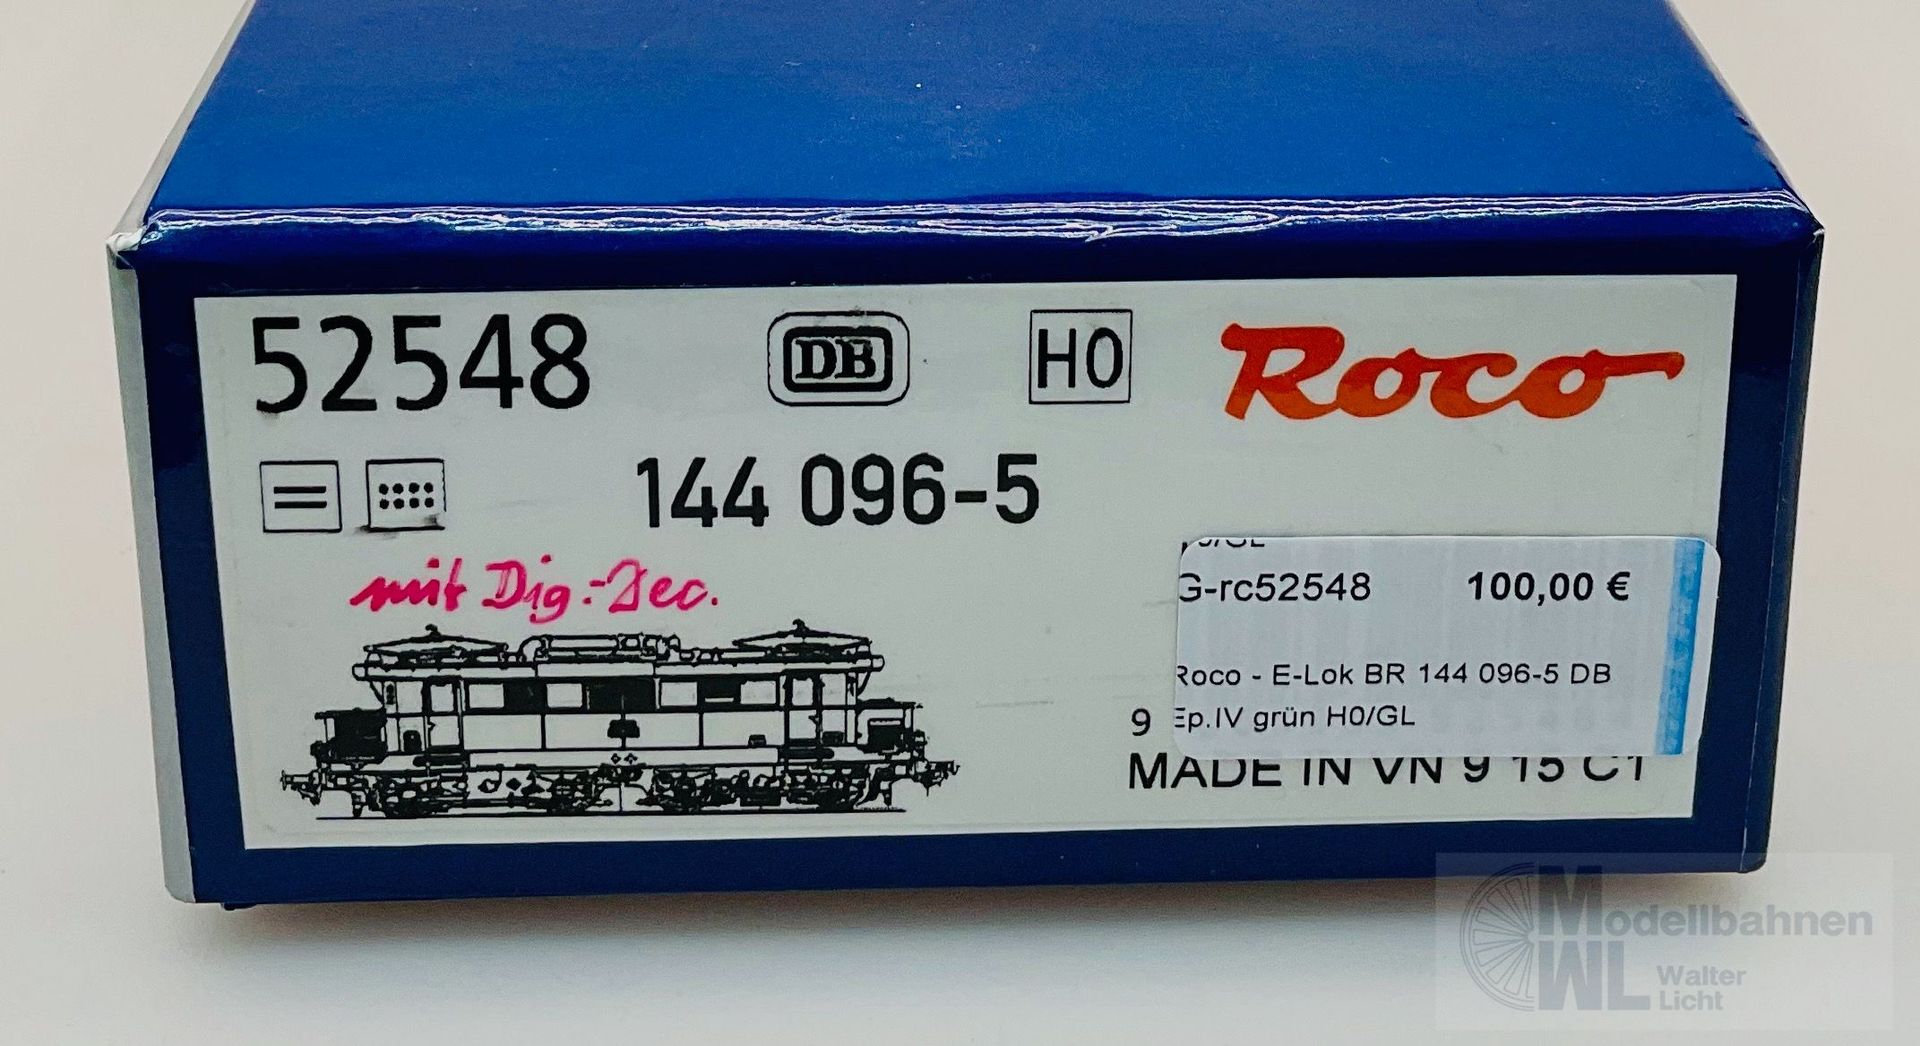 52548 DB H0 Roco
144 096-5
mit Dig.-Dec.
G-rc52548 100,00 €
Roco - E-Lok BR 144 096-5 DB
9 Ep.IV grün H0/GL
MADE IN VN 9 15 C1
Modellbahnen
WL Walter
Licht